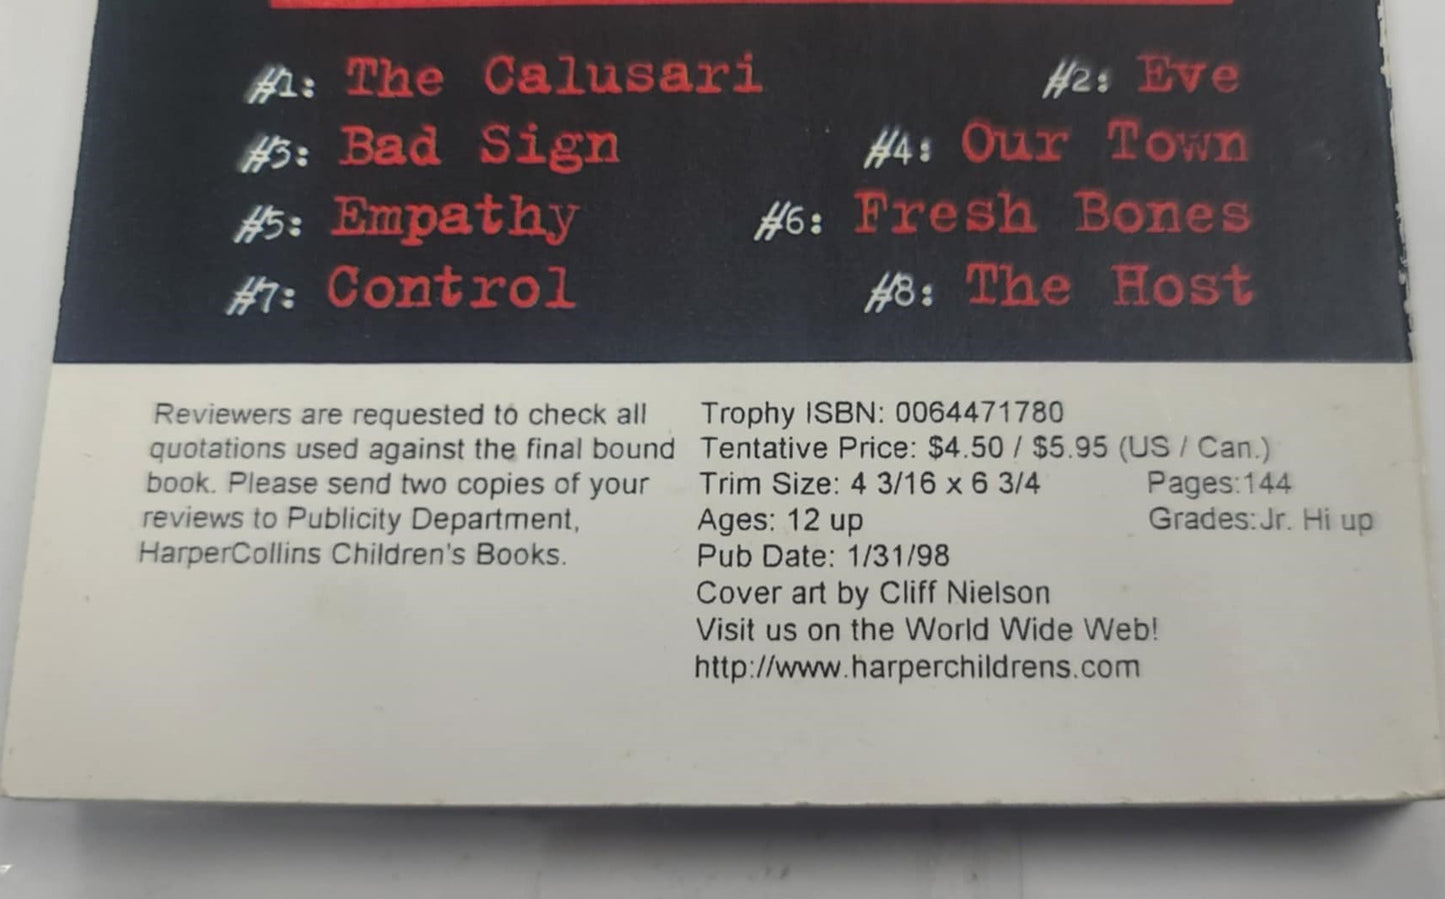 #1: The Calusari #2: Eve
#3: Bad Sign #4: Our Town
#5: Empathy #6: Fresh Bones
#7: Control #8: The Host
Reviewers are requested to check all
quotations used against the final bound
book. Please send two copies of your
reviews to Publicity Department,
HarperCollins Children's Books.
Trophy ISBN: 0064471780
Tentative Price: $4.50 / $5.95 (US / Can.)
Trim Size: 4 3/16 x 6 3/4 Pages:144
Ages: 12 up Grades:Jr. Hi up
Pub Date: 1/31/98
Cover art by Cliff Nielson
Visit us on the World Wide Web!
http://www.harperchildrens.com